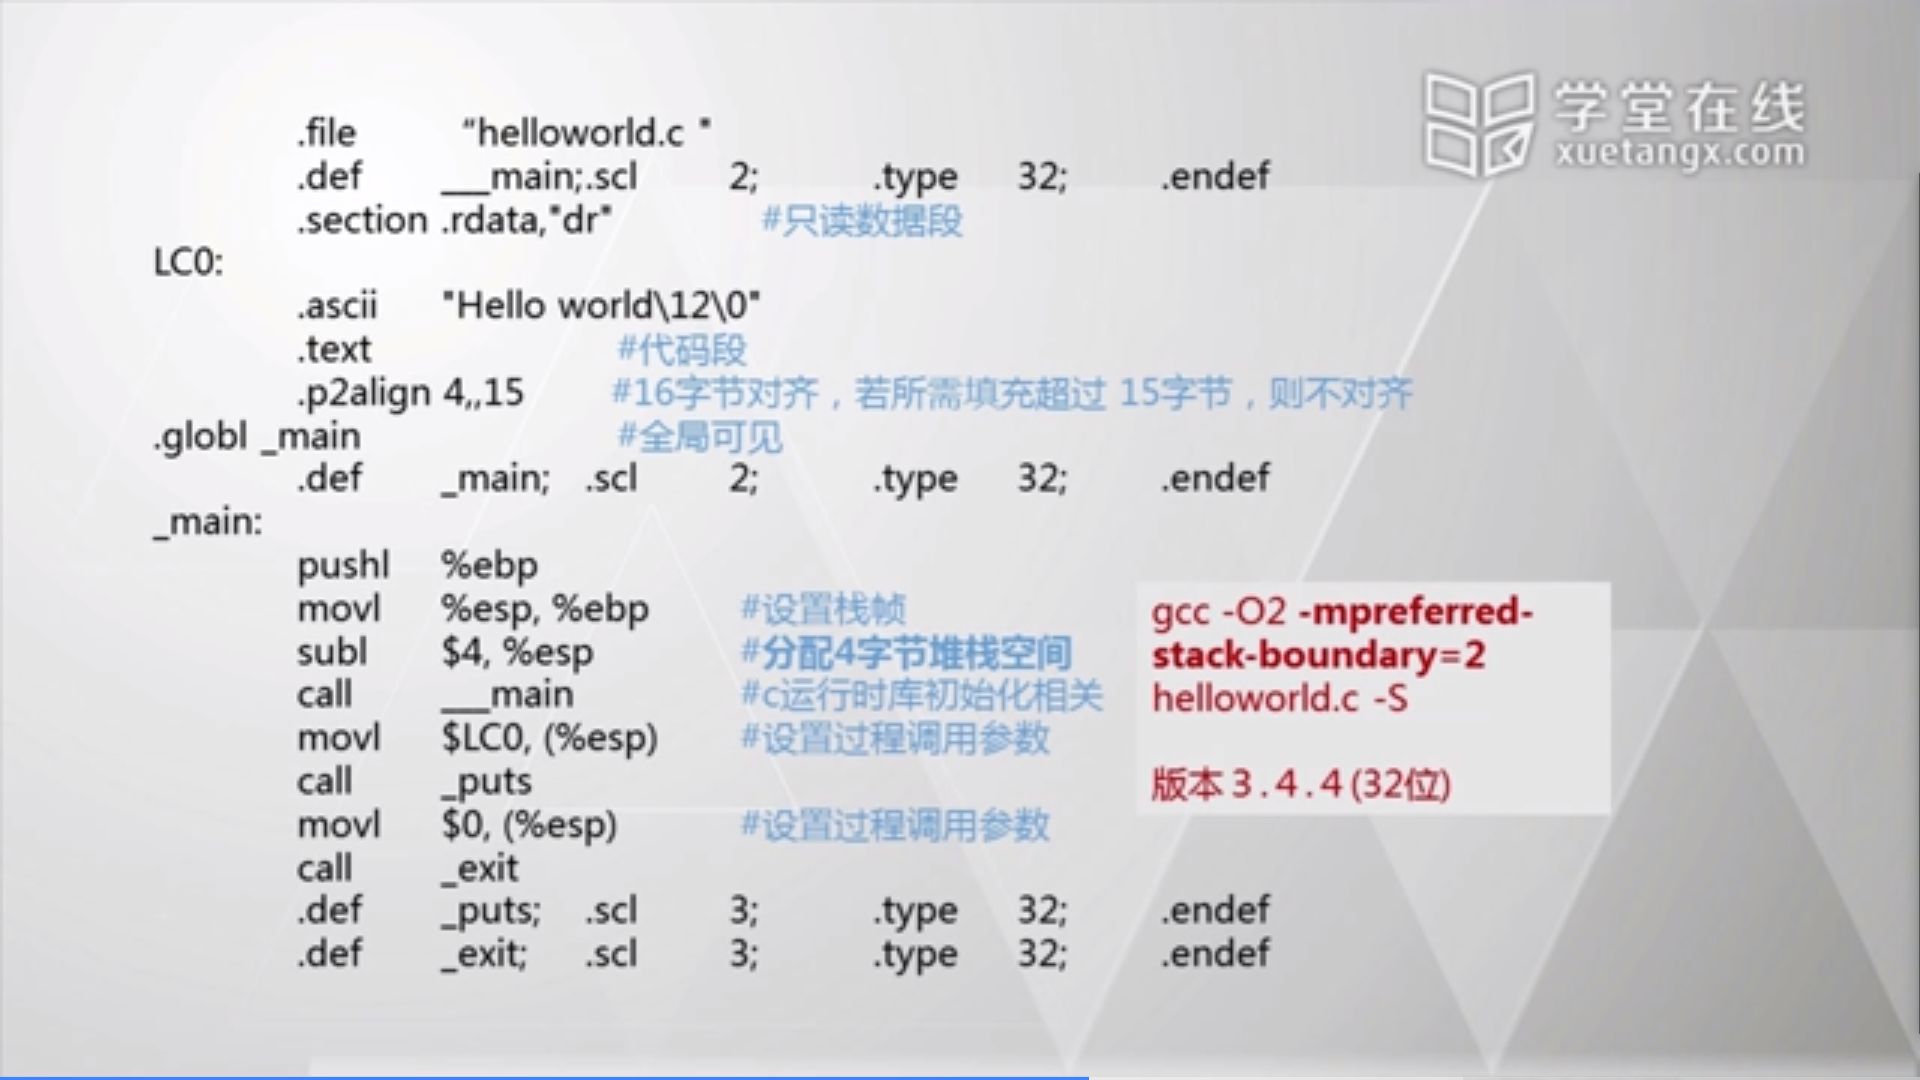 学堂在线
xuetangx.com
.file "helloworld.c "
.def ___main;.scl 2; .type 32; .endef
.section .rdata,"dr" #只读数据段
LC0:
.ascii "Hello world\12\0"
.text #代码段
.p2align 4,,15 #16字节对齐，若所需填充超过 15字节，则不对齐
.globl _main #全局可见
.def _main; .scl 2; .type 32; .endef
_main:
pushl %ebp
movl %esp, %ebp #设置栈帧
subl $4, %esp #分配4字节堆栈空间
call ___main #c运行时库初始化相关
movl $LC0, (%esp) #设置过程调用参数
call _puts
movl $0, (%esp) #设置过程调用参数
call _exit
.def _puts; .scl 3; .type 32; .endef
.def _exit; .scl 3; .type 32; .endef
gcc -O2 -mpreferred-
stack-boundary=2
helloworld.c -S
版本 3 . 4 . 4 (32位)